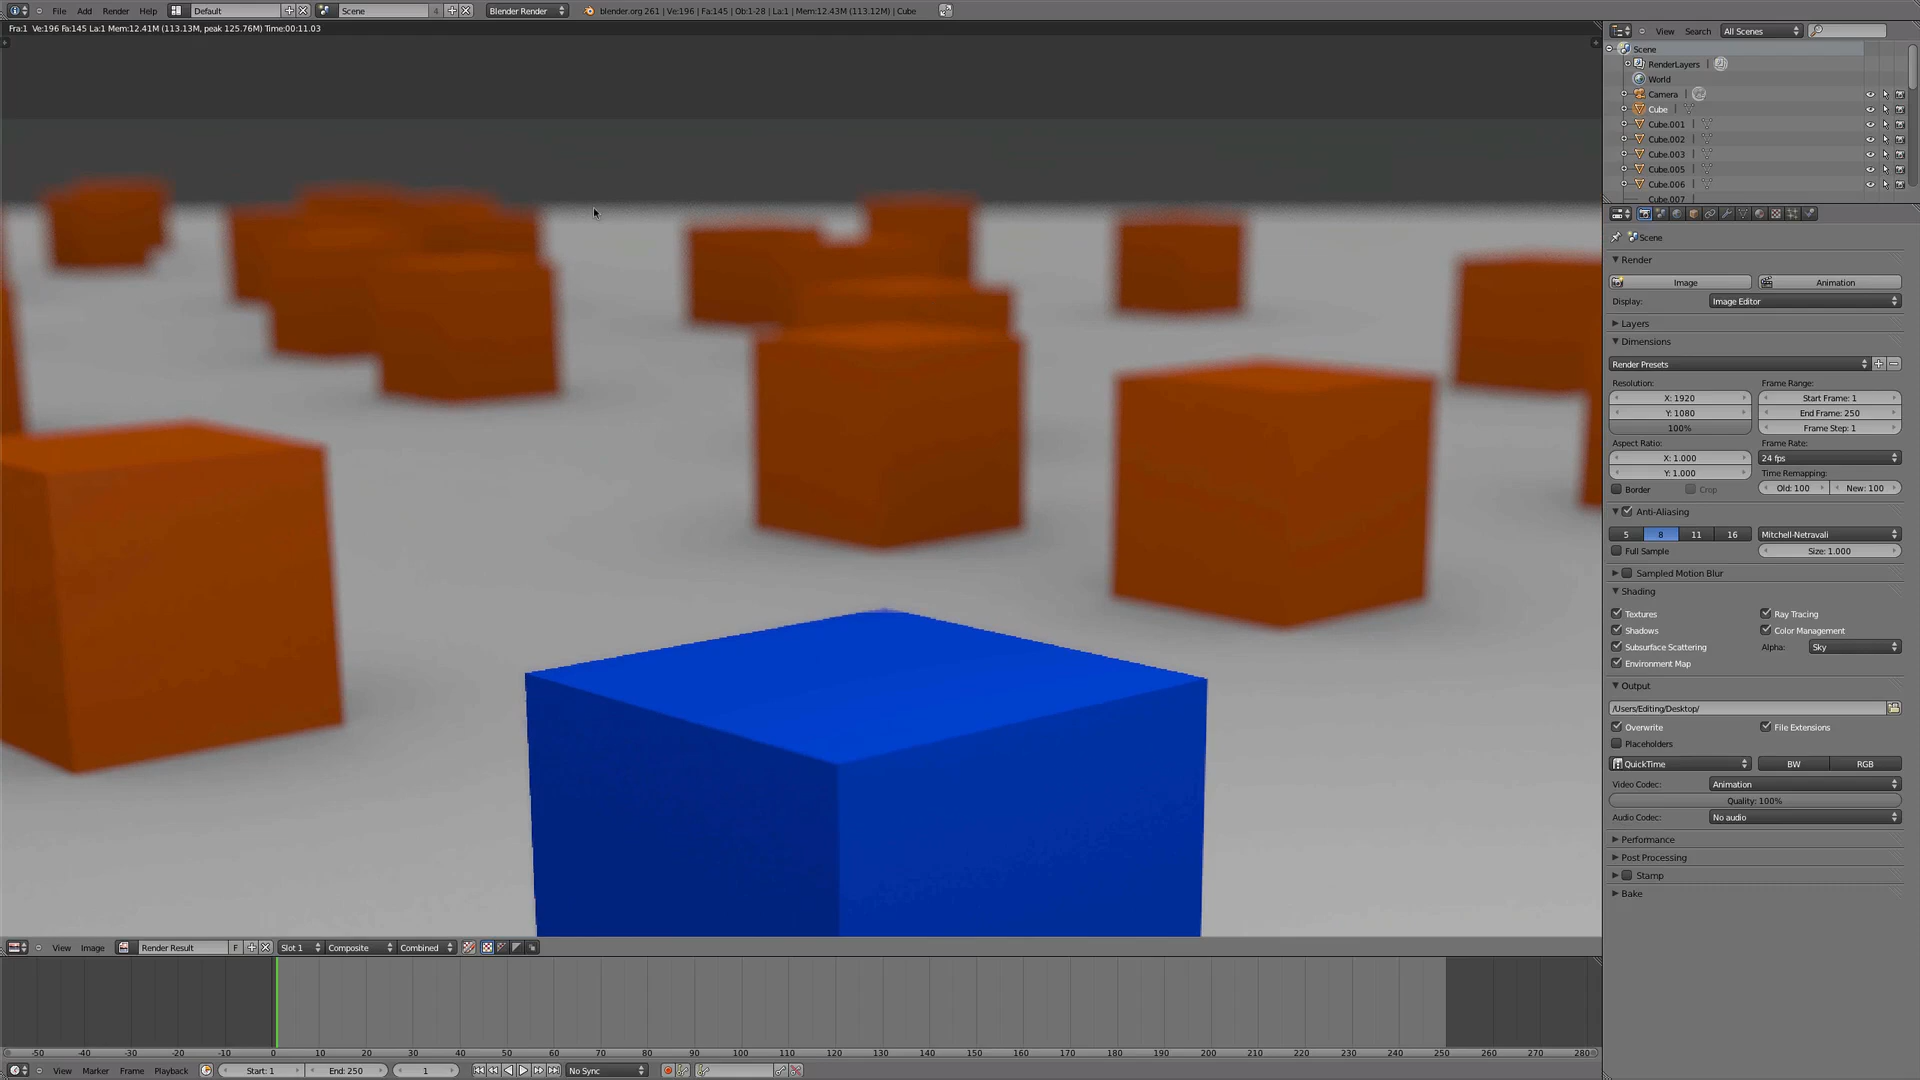 File Add Render Help Default Scene 4 Blender Render blender.org 261 | Ve:196 | Fa:145 | Ob:1-28 | La:1 | Mem:12.43M (113.12M) | Cube
Fra:1 Ve:196 Fa:145 La:1 Mem:12.41M (113.13M, peak 125.76M) Time:00:11.03
View Search All Scenes
Scene
RenderLayers |
World
Camera |
Cube |
Cube.001 |
Cube.002 |
Cube.003 |
Cube.005 |
Cube.006 |
Cube.007
Scene
Render
Image Animation
Display: Image Editor
Layers
Dimensions
Render Presets
Resolution: Frame Range:
X: 1920 Start Frame: 1
Y: 1080 End Frame: 250
100% Frame Step: 1
Aspect Ratio: Frame Rate:
X: 1.000 24 fps
Y: 1.000 Time Remapping:
Border Crop Old: 100 New: 100
Anti-Aliasing
5 8 11 16 Mitchell-Netravali
Full Sample Size: 1.000
Sampled Motion Blur
Shading
Textures Ray Tracing
Shadows Color Management
Subsurface Scattering Alpha: Sky
Environment Map
Output
/Users/Editing/Desktop/
Overwrite File Extensions
Placeholders
QuickTime BW RGB
Video Codec: Animation
Quality: 100%
Audio Codec: No audio
Performance
Post Processing
Stamp
Bake
View Image Render Result F Slot 1 Composite Combined
-50 -40 -30 -20 -10 0 10 20 30 40 50 60 70 80 90 100 110 120 130 140 150 160 170 180 190 200 210 220 230 240 250 260 270 280
View Marker Frame Playback Start: 1 End: 250 1 No Sync